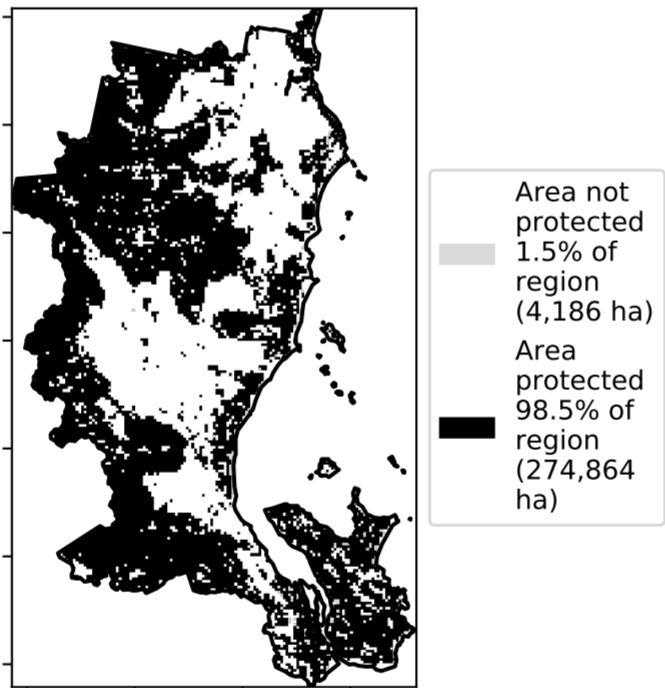 Area not
protected
1.5% of
region
(4,186 ha)
Area
protected
98.5% of
region
(274,864
ha)